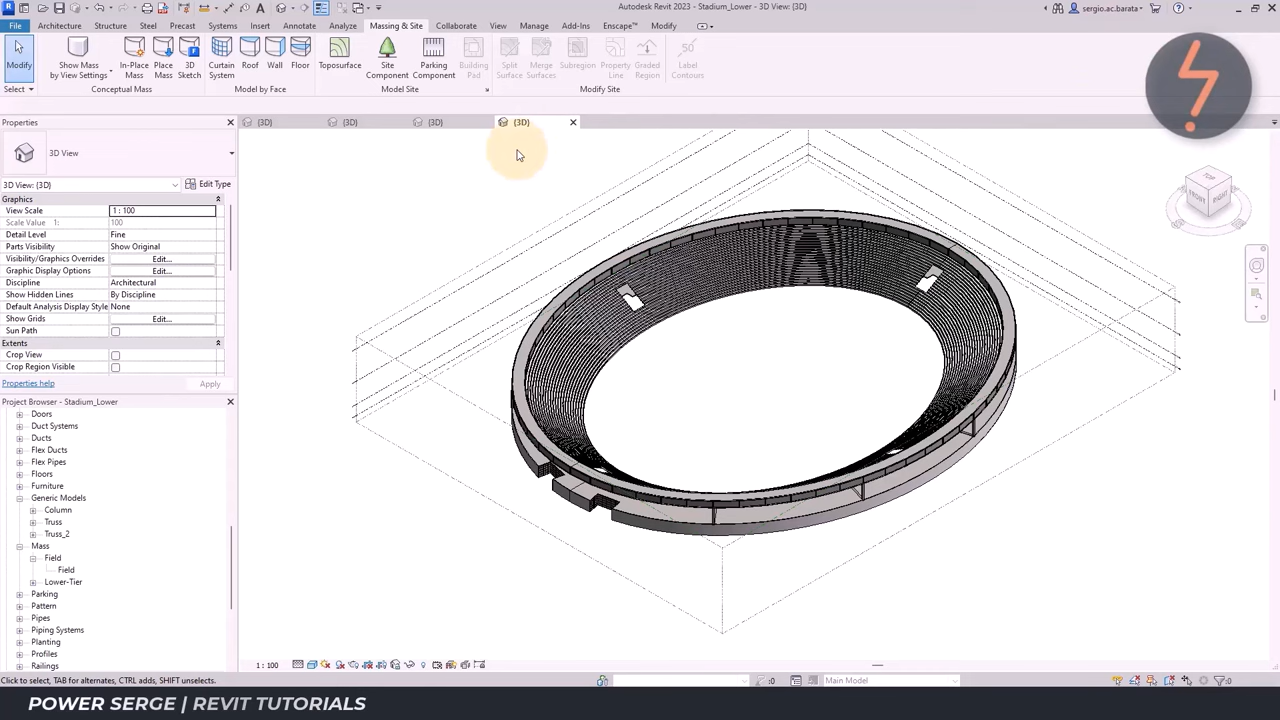 Autodesk Revit 2023 - Stadium_Lower - 3D View: {3D}
sergio.ac.barata
File Architecture Structure Steel Precast Systems Insert Annotate Analyze Massing & Site Collaborate View Manage Add-Ins Enscape™ Modify
Modify
Show Mass by View Settings
In-Place Mass
Place Mass
3D Sketch
Curtain System
Roof
Wall
Floor
Toposurface
Site Component
Parking Component
Building Pad
Split Surface
Merge Surfaces
Subregion
Property Line
Graded Region
50
Label Contours
Select
Conceptual Mass
Model by Face
Model Site
Modify Site
Properties
{3D} {3D} {3D} {3D}
3D View
3D View: {3D} Edit Type
Graphics
View Scale 1 : 100
Scale Value 1: 100
Detail Level Fine
Parts Visibility Show Original
Visibility/Graphics Overrides Edit...
Graphic Display Options Edit...
Discipline Architectural
Show Hidden Lines By Discipline
Default Analysis Display Style None
Show Grids Edit...
Sun Path
Extents
Crop View
Crop Region Visible
Properties help Apply
Project Browser - Stadium_Lower
Doors
Duct Systems
Ducts
Flex Ducts
Flex Pipes
Floors
Furniture
Generic Models
Column
Truss
Truss_2
Mass
Field
Field
Lower-Tier
Parking
Pattern
Pipes
Piping Systems
Planting
Profiles
Railings
TOP
FRONT
RIGHT
1 : 100
Click to select, TAB for alternates, CTRL adds, SHIFT unselects.
:0
Main Model
:0
POWER SERGE | REVIT TUTORIALS